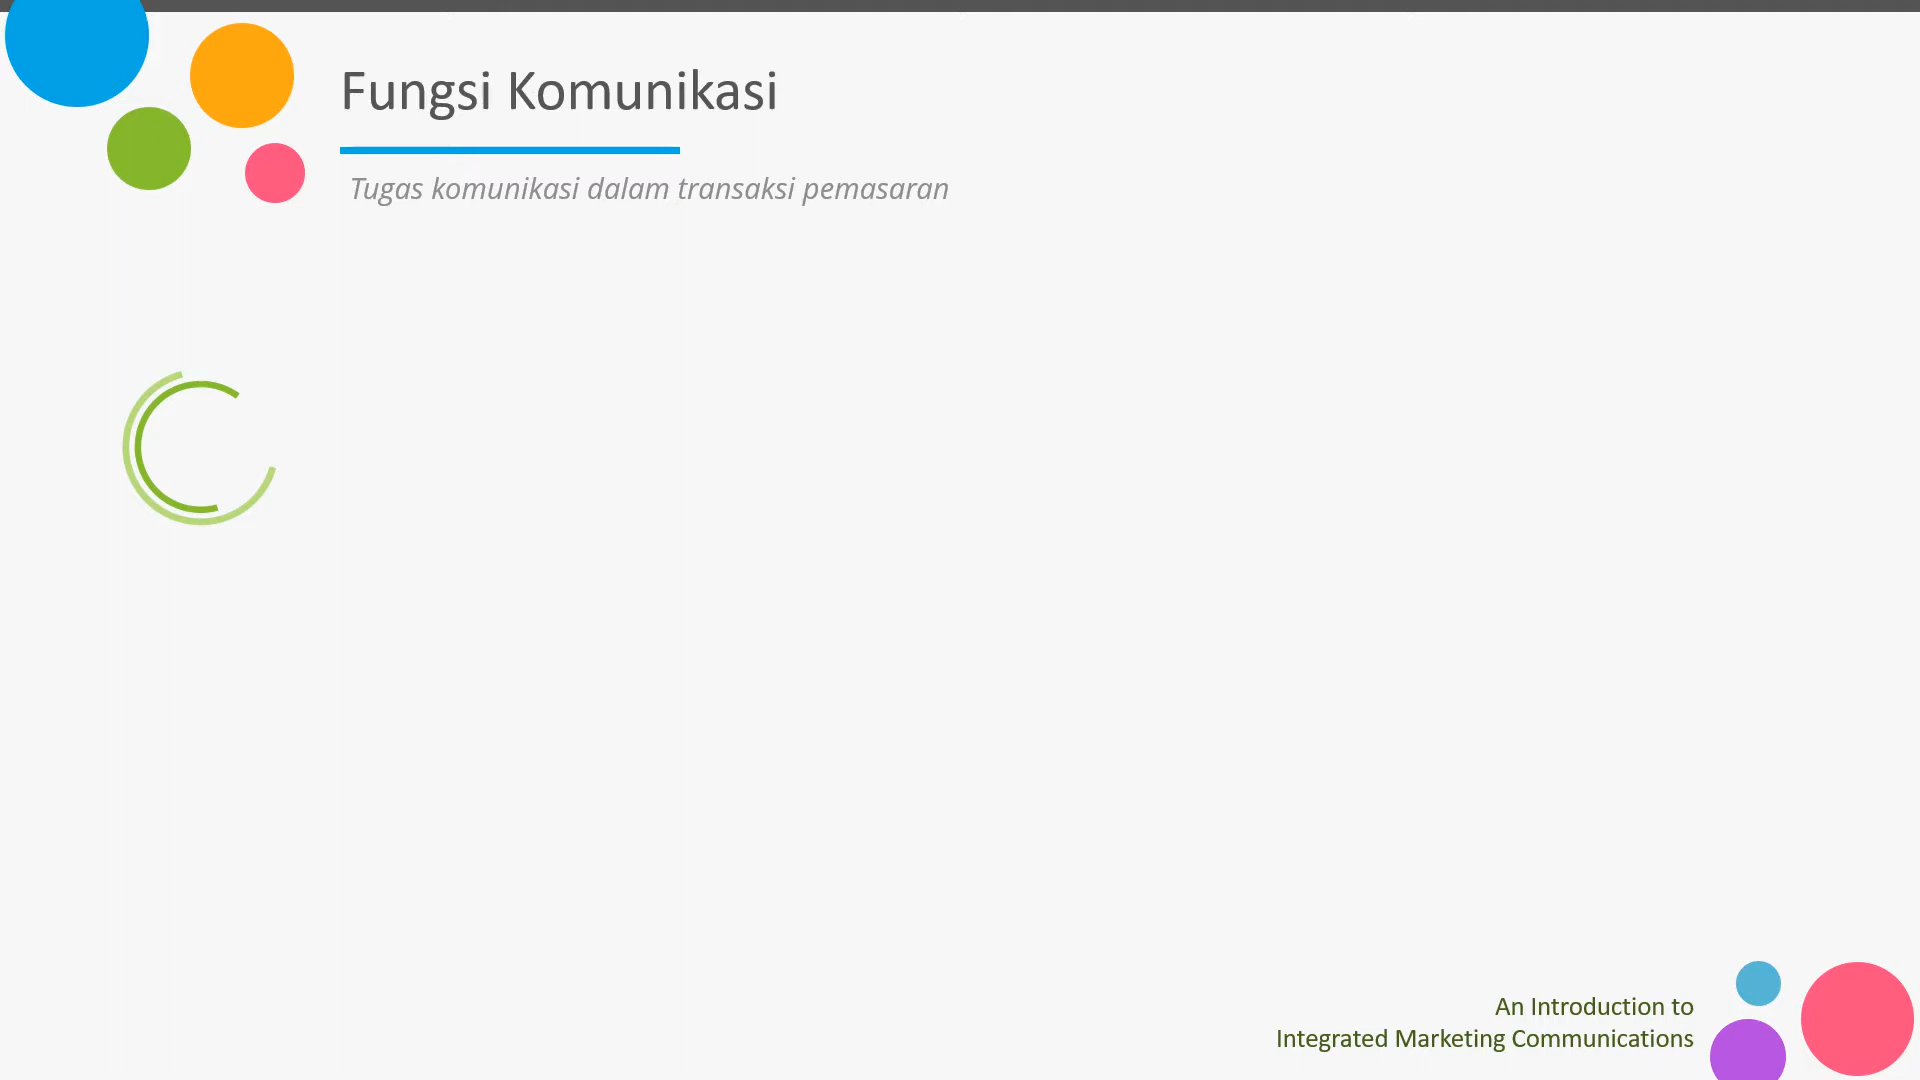 Fungsi Komunikasi
Tugas komunikasi dalam transaksi pemasaran
An Introduction to
Integrated Marketing Communications